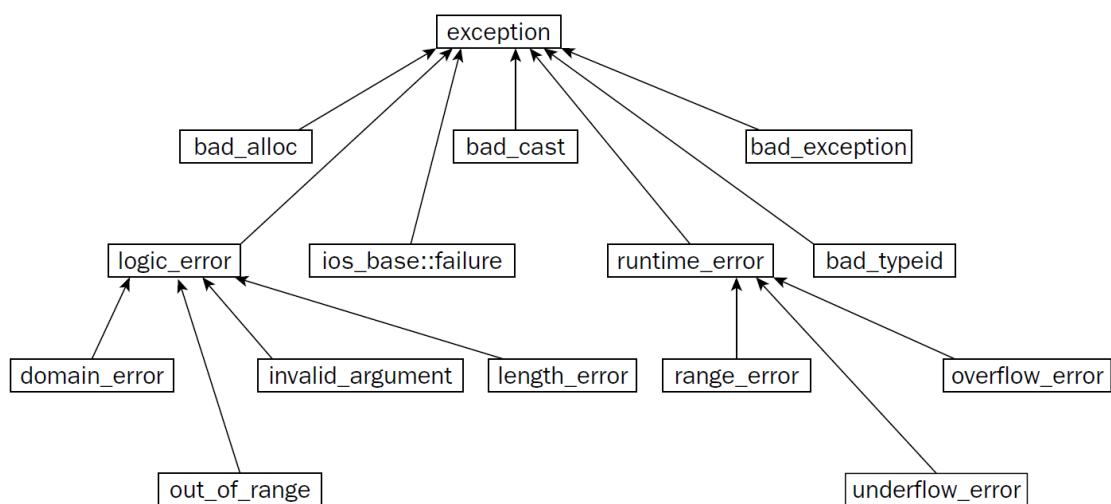 exception
bad_alloc
bad_cast
bad_exception
logic_error
ios_base::failure
runtime_error
bad_typeid
domain_error
invalid_argument
length_error
range_error
overflow_error
out_of_range
underflow_error